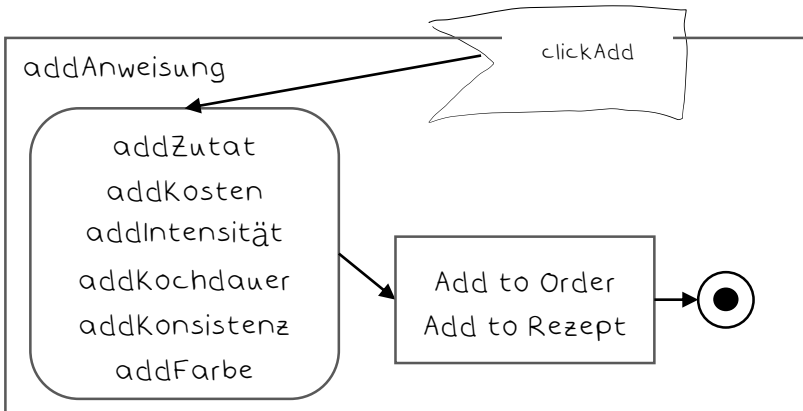 clickAdd
addAnweisung
addZutat
addKosten
addIntensität
addKochdauer
addKonsistenz
addFarbe
Add to Order
Add to Rezept